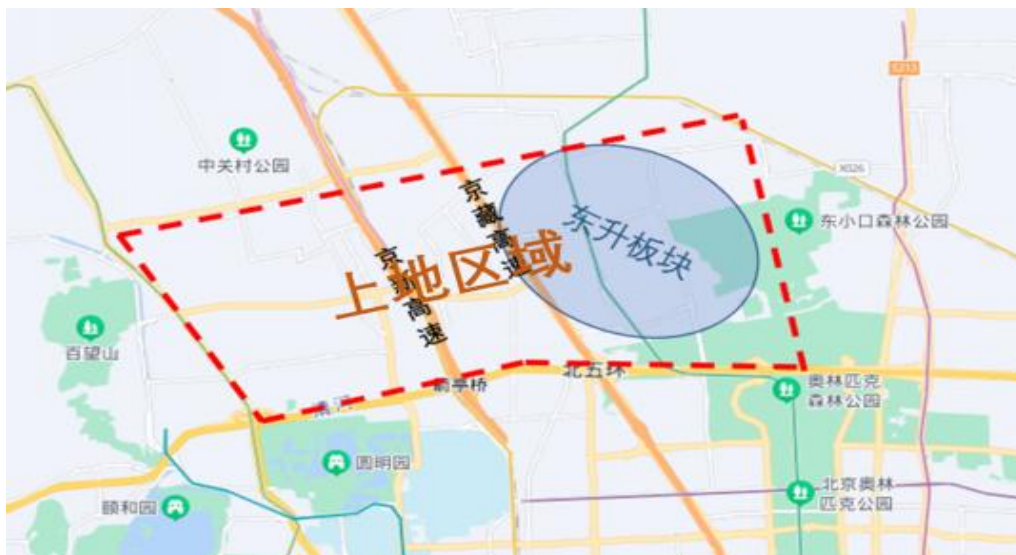 S213
中关村公园
X026
京藏高速
东升板块
东小口森林公园
上地区域
京新高速
百望山
北五环
箭亭桥
奥林匹克
森林公园
清河
圆明园
颐和园
北京奥林
匹克公园